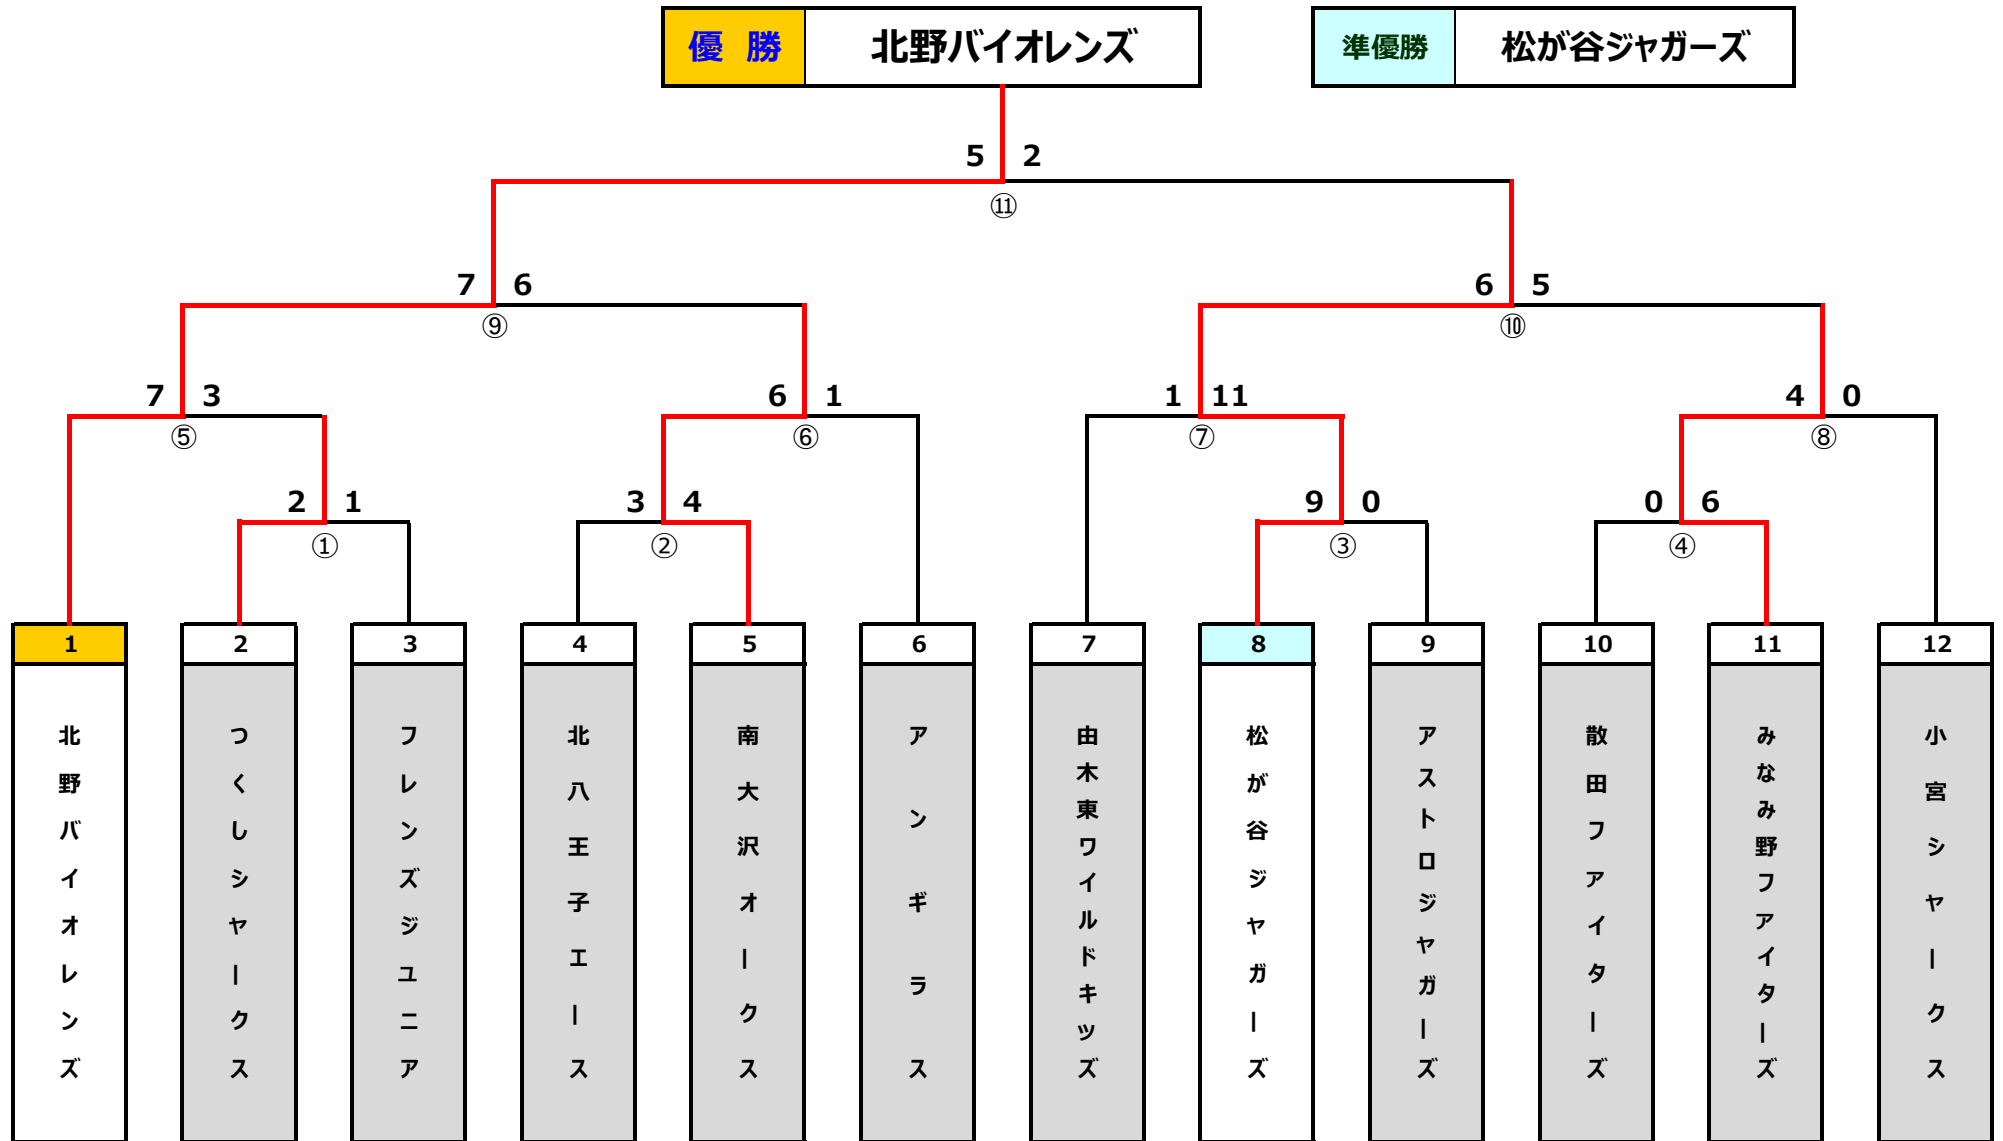 優 勝 北野バイオレンズ 準優勝 松が谷ジャガーズ
5 2
⑪
7 6 6 5
⑨ ⑩
7 3 6 1 1 11 4 0
⑤ ⑥ ⑦ ⑧
2 1 3 4 9 0 0 6
① ② ③ ④
1 2 3 4 5 6 7 8 9 10 11 12
北野バイオレンズ
つくしシャークス
フレンズジュニア
北八王子エース
南大沢オークス
アンギラス
由木東ワイルドキッズ
松が谷ジャガーズ
アストロジャガーズ
散田ファイターズ
みなみ野ファイターズ
小宮シャークス